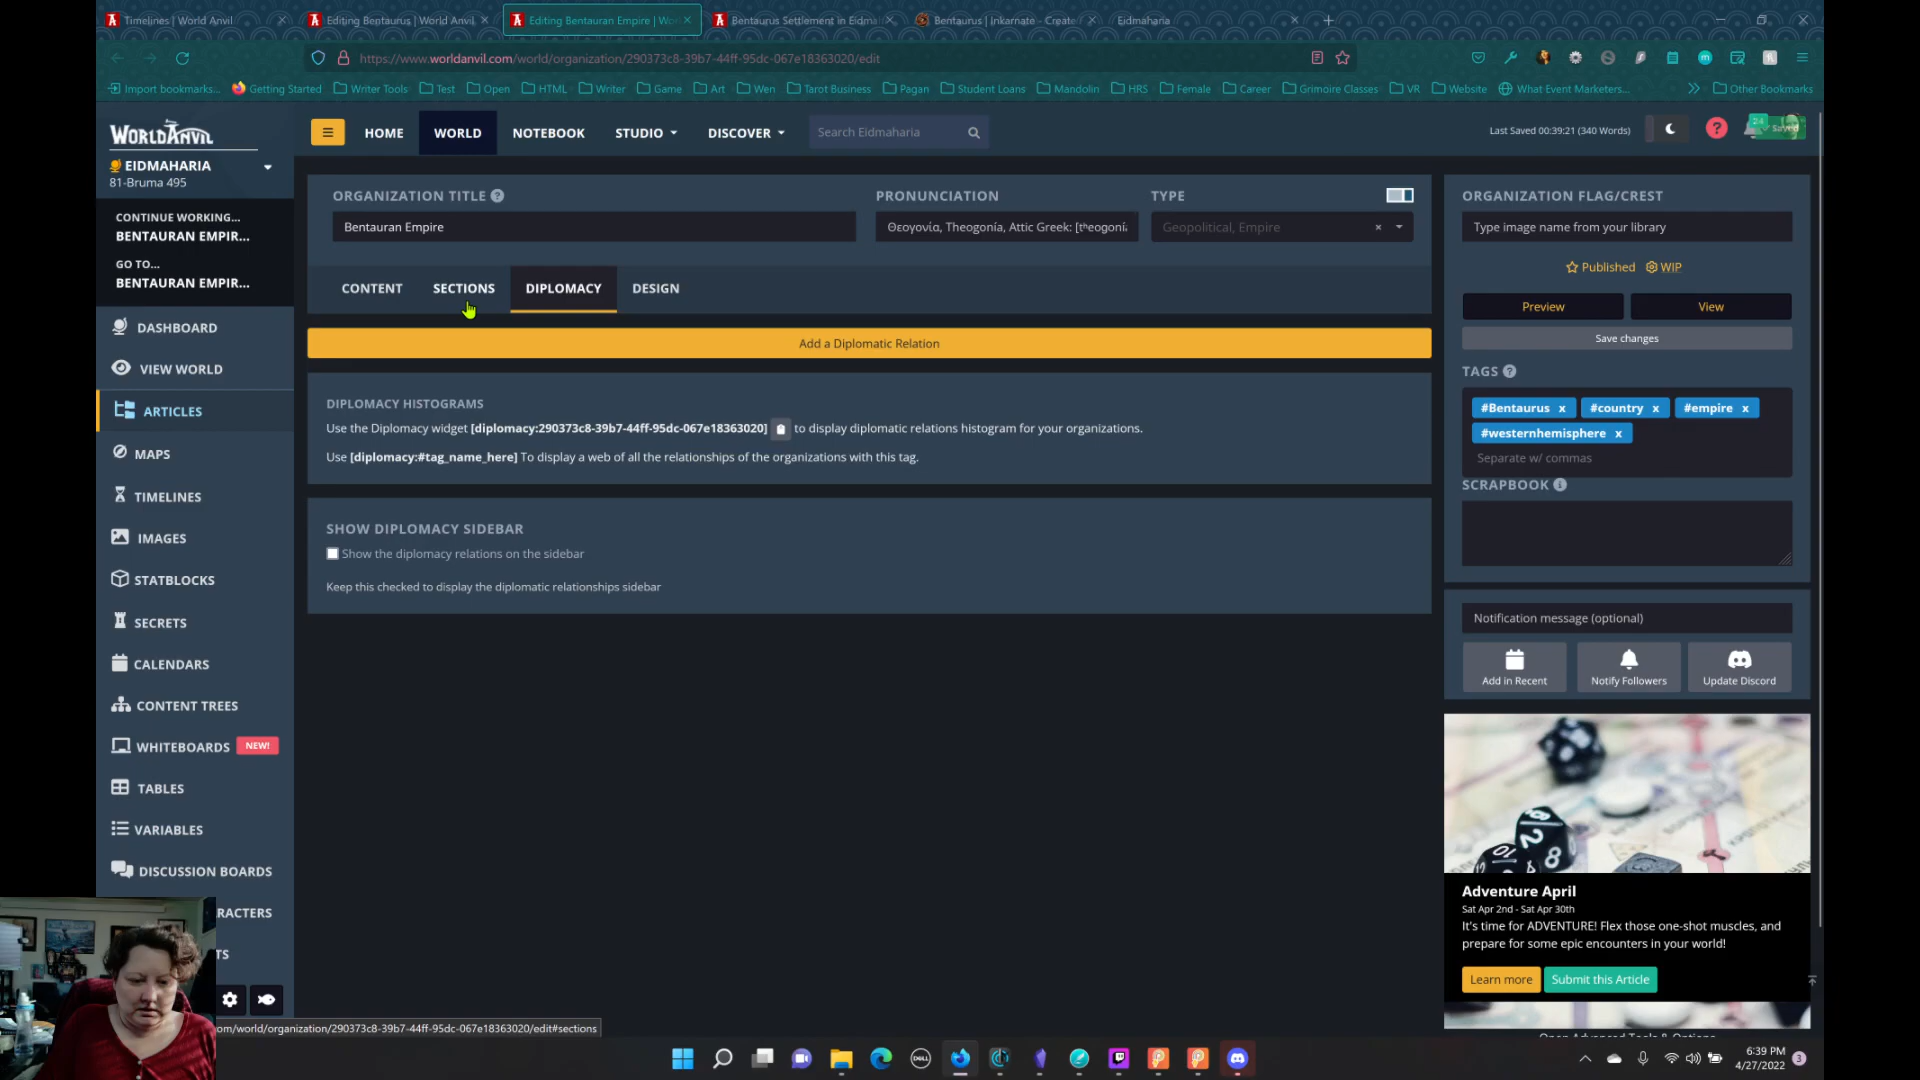 Timelines | World Anvil
Editing Bentaurus | World Anvil
Editing Bentauran Empire | Wor
Bentaurus Settlement in Eidmah
Bentaurus | Inkarnate - Create
Eidmaharia
https://www.worldanvil.com/world/organization/290373c8-39b7-44ff-95dc-067e18363020/edit
Import bookmarks... Getting Started Writer Tools Test Open HTML Writer Game Art Wen Tarot Business Pagan Student Loans Mandolin HRS Female Career Grimoire Classes VR Website What Event Marketers... Other Bookmarks
WORLDANVIL
EIDMAHARIA
81-Bruma 495
CONTINUE WORKING...
BENTAURAN EMPIR...
GO TO...
BENTAURAN EMPIR...
DASHBOARD
VIEW WORLD
ARTICLES
MAPS
TIMELINES
IMAGES
STATBLOCKS
SECRETS
CALENDARS
CONTENT TREES
WHITEBOARDS NEW!
TABLES
VARIABLES
DISCUSSION BOARDS
RACTERS
TS
HOME WORLD NOTEBOOK STUDIO DISCOVER Search Eidmaharia
Last Saved 00:39:21 (340 Words)
? 24 Saved
ORGANIZATION TITLE ?
Bentauran Empire
PRONUNCIATION
Θεογονία, Theogonía, Attic Greek: [tʰeoɡoní
TYPE
Geopolitical, Empire ×
CONTENT SECTIONS DIPLOMACY DESIGN
Add a Diplomatic Relation
DIPLOMACY HISTOGRAMS
Use the Diplomacy widget [diplomacy:290373c8-39b7-44ff-95dc-067e18363020] to display diplomatic relations histogram for your organizations.
Use [diplomacy:#tag_name_here] To display a web of all the relationships of the organizations with this tag.
SHOW DIPLOMACY SIDEBAR
Show the diplomacy relations on the sidebar
Keep this checked to display the diplomatic relationships sidebar
ORGANIZATION FLAG/CREST
Type image name from your library
Published WIP
Preview View
Save changes
TAGS ?
#Bentaurus x #country x #empire x
#westernhemisphere x
Separate w/ commas
SCRAPBOOK
Notification message (optional)
Add in Recent Notify Followers Update Discord
Adventure April
Sat Apr 2nd - Sat Apr 30th
It's time for ADVENTURE! Flex those one-shot muscles, and
prepare for some epic encounters in your world!
Learn more Submit this Article
om/world/organization/290373c8-39b7-44ff-95dc-067e18363020/edit#sections
DELL
6:39 PM
4/27/2022
3